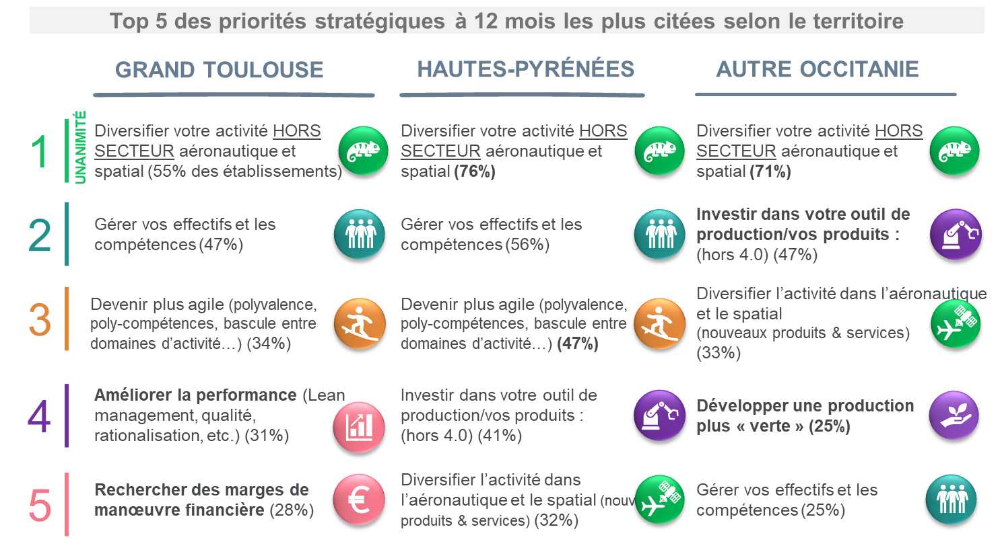 Top 5 des priorités stratégiques à 12 mois les plus citées selon le territoire
GRAND TOULOUSE
HAUTES-PYRÉNÉES
AUTRE OCCITANIE
1
UNANIMITÉ
Diversifier votre activité HORS
SECTEUR aéronautique et
spatial (55% des établissements)
Diversifier votre activité HORS
SECTEUR aéronautique et
spatial (76%)
Diversifier votre activité HORS
SECTEUR aéronautique et
spatial (71%)
2
Gérer vos effectifs et les
compétences (47%)
Gérer vos effectifs et les
compétences (56%)
Investir dans votre outil de
production/vos produits :
(hors 4.0) (47%)
3
Devenir plus agile (polyvalence,
poly-compétences, bascule entre
domaines d’activité…) (34%)
Devenir plus agile (polyvalence,
poly-compétences, bascule entre
domaines d’activité…) (47%)
Diversifier l’activité dans l’aéronautique
et le spatial
(nouveaux produits & services)
(33%)
4
Améliorer la performance (Lean
management, qualité,
rationalisation, etc.) (31%)
Investir dans votre outil de
production/vos produits :
(hors 4.0) (41%)
Développer une production
plus « verte » (25%)
5
Rechercher des marges de
manœuvre financière (28%)
€
Diversifier l’activité dans
l’aéronautique et le spatial (nouv
produits & services) (32%)
Gérer vos effectifs et les
compétences (25%)